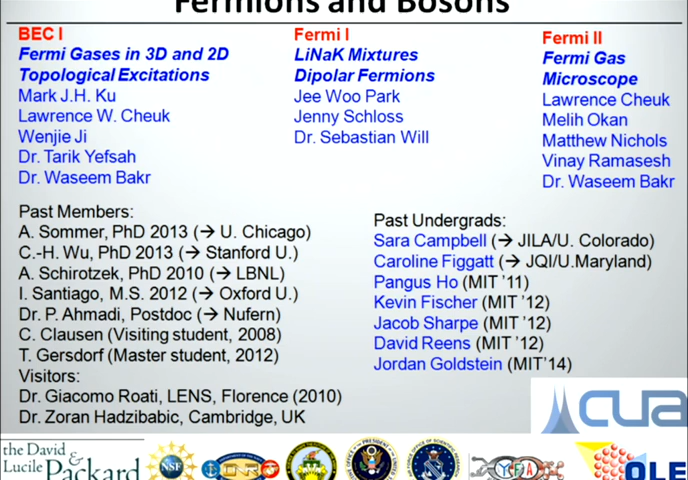 Fermions and Bosons
BEC I
Fermi Gases in 3D and 2D
Topological Excitations
Mark J.H. Ku
Lawrence W. Cheuk
Wenjie Ji
Dr. Tarik Yefsah
Dr. Waseem Bakr
Fermi I
LiNaK Mixtures
Dipolar Fermions
Jee Woo Park
Jenny Schloss
Dr. Sebastian Will
Fermi II
Fermi Gas
Microscope
Lawrence Cheuk
Melih Okan
Matthew Nichols
Vinay Ramasesh
Dr. Waseem Bakr
Past Members:
A. Sommer, PhD 2013 (→ U. Chicago)
C.-H. Wu, PhD 2013 (→ Stanford U.)
A. Schirotzek, PhD 2010 (→ LBNL)
I. Santiago, M.S. 2012 (→ Oxford U.)
Dr. P. Ahmadi, Postdoc (→ Nufern)
C. Clausen (Visiting student, 2008)
T. Gersdorf (Master student, 2012)
Visitors:
Dr. Giacomo Roati, LENS, Florence (2010)
Dr. Zoran Hadzibabic, Cambridge, UK
Past Undergrads:
Sara Campbell (→ JILA/U. Colorado)
Caroline Figgatt (→ JQI/U.Maryland)
Pangus Ho (MIT '11)
Kevin Fischer (MIT '12)
Jacob Sharpe (MIT '12)
David Reens (MIT '12)
Jordan Goldstein (MIT'14)
CUA
the David &
Lucile Packard
NSF
ONR
YFA
OLE